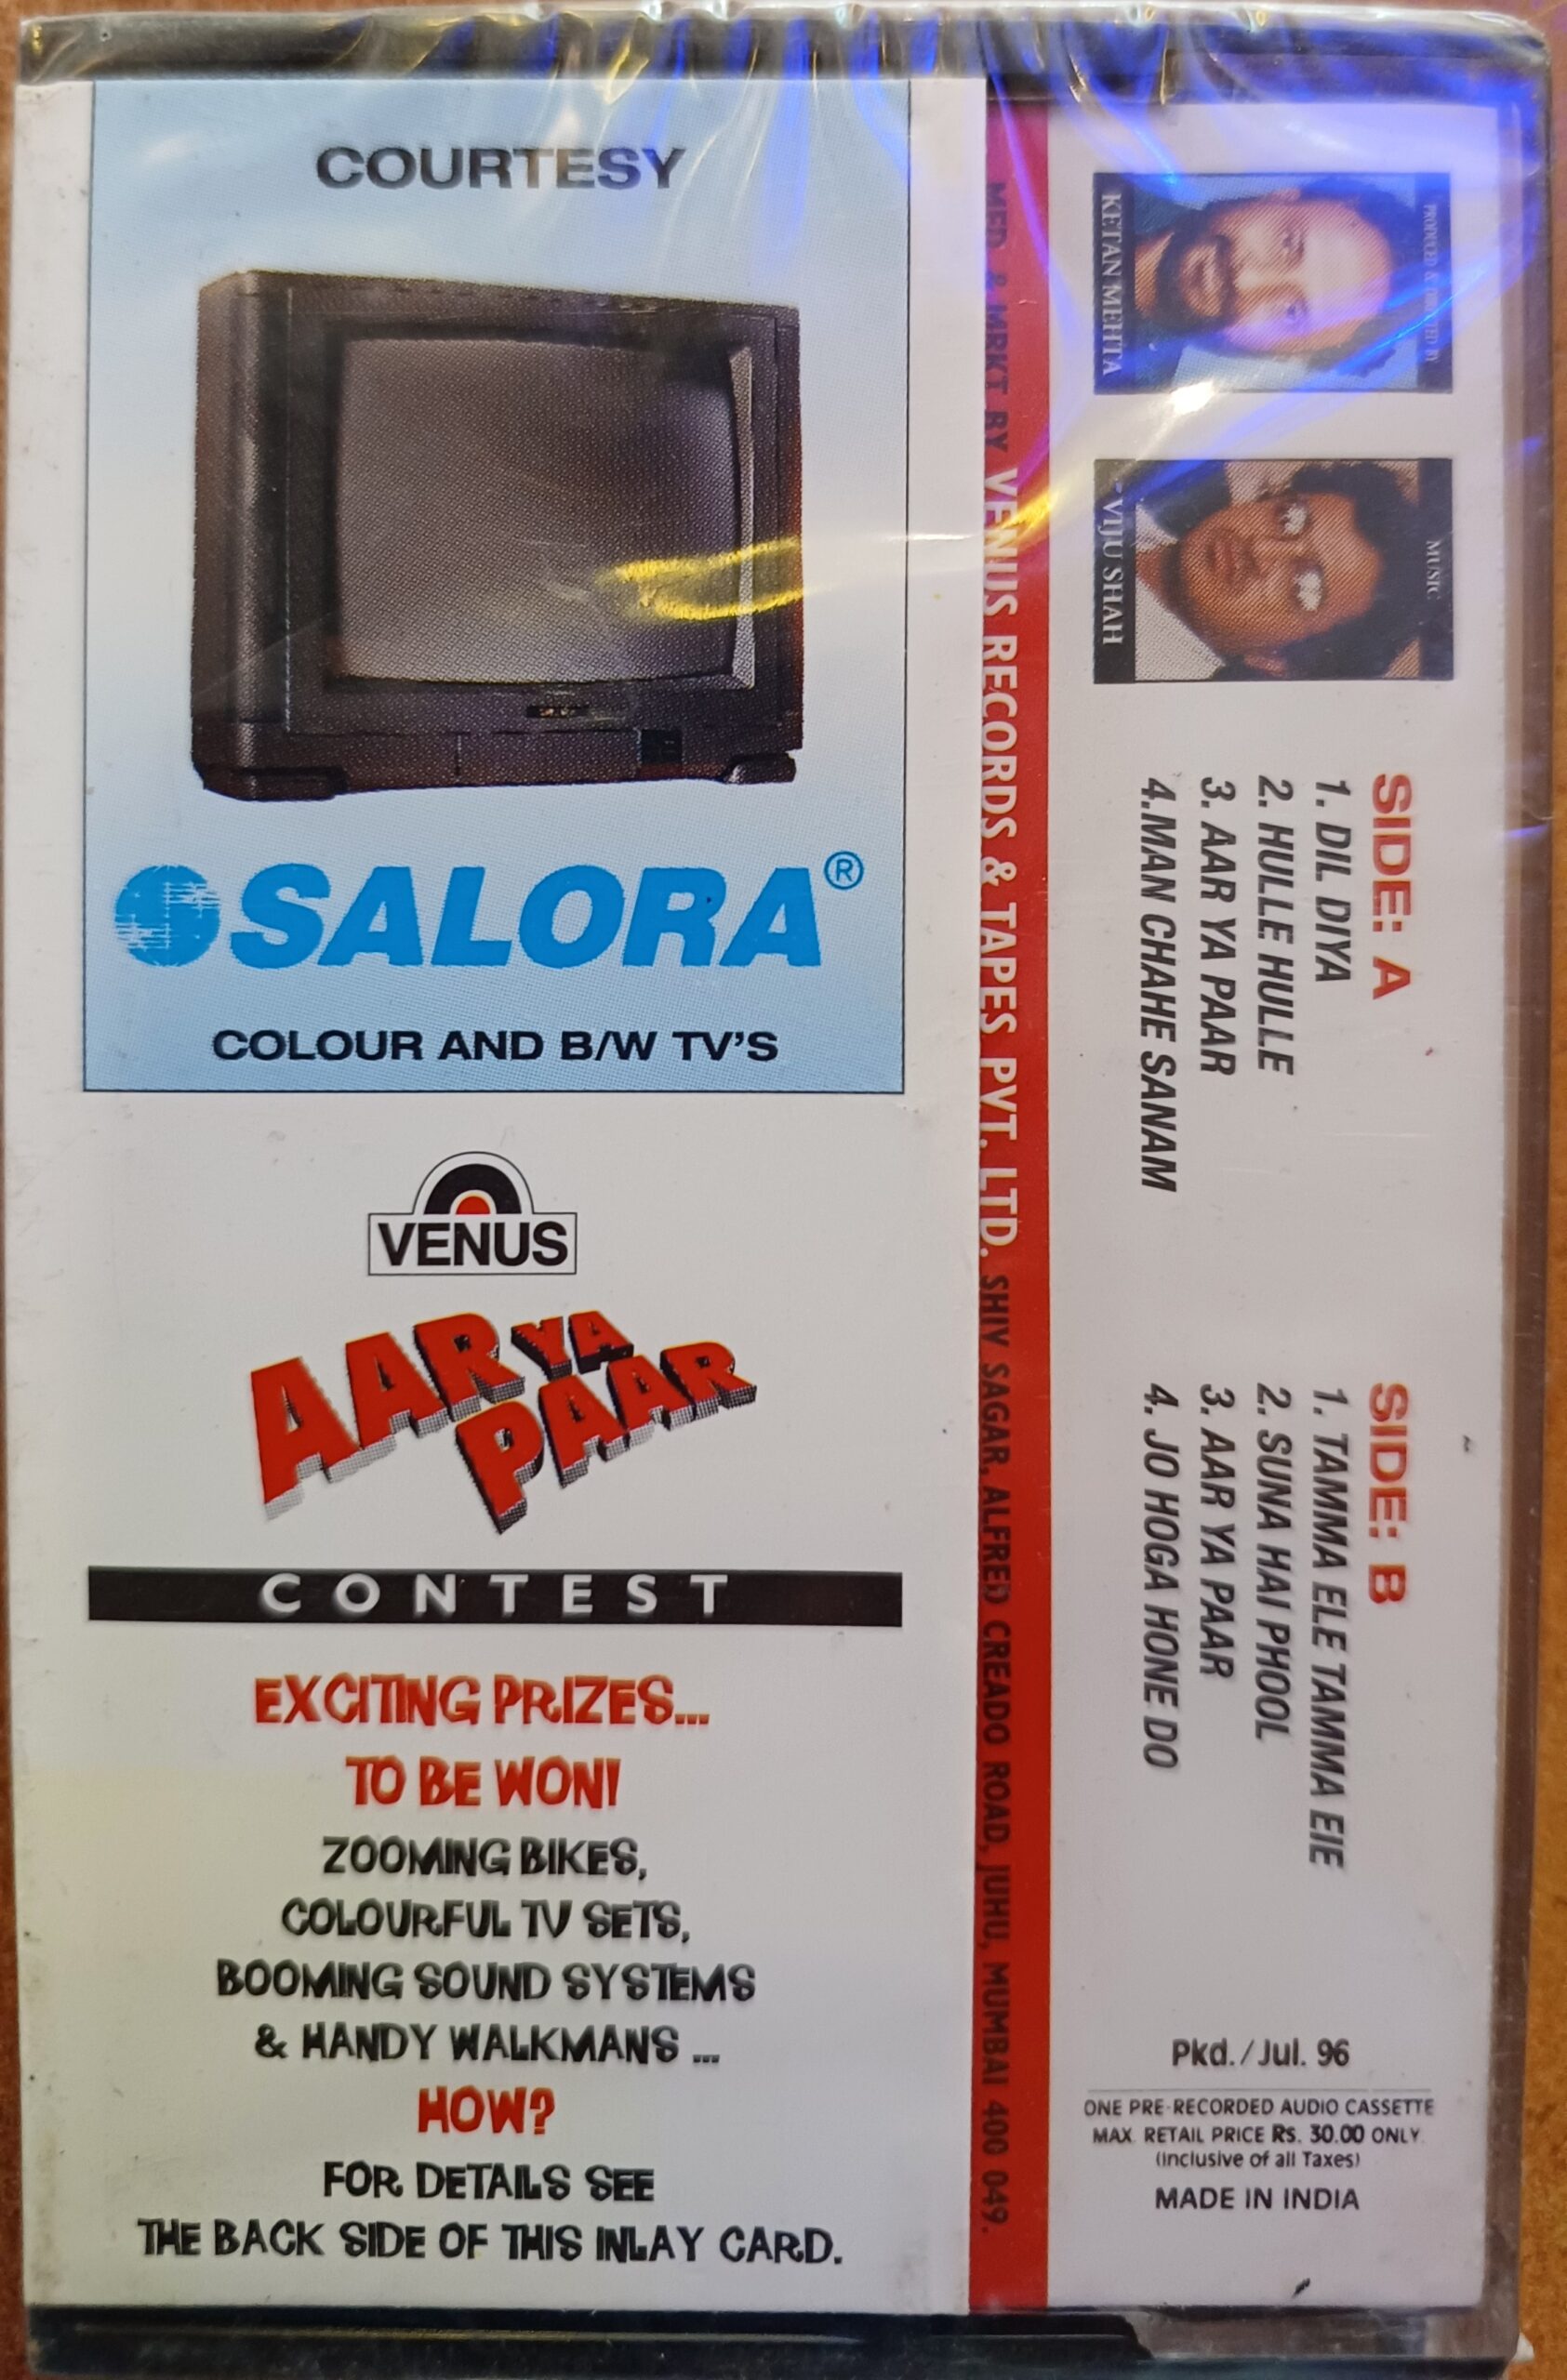 COURTESY
SALORA®
COLOUR AND B/W TV'S
VENUS
AAR YA
PAAR
CONTEST
EXCITING PRIZES...
TO BE WON!
ZOOMING BIKES,
COLOURFUL TV SETS,
BOOMING SOUND SYSTEMS
& HANDY WALKMANS ...
HOW?
FOR DETAILS SEE
THE BACK SIDE OF THIS INLAY CARD.
MFD. & MRKT BY VENUS RECORDS & TAPES PVT. LTD. SHIV SAGAR, ALFRED CREADO ROAD, JUHU, MUMBAI 400 049.
PRODUCED & DIRECTED BY
KETAN MEHTA
MUSIC
VIJU SHAH
SIDE: A
1. DIL DIYA
2. HULLE HULLE
3. AAR YA PAAR
4.MAN CHAHE SANAM
SIDE: B
1. TAMMA ELE TAMMA EIE
2. SUNA HAI PHOOL
3. AAR YA PAAR
4. JO HOGA HONE DO
Pkd./Jul. 96
ONE PRE-RECORDED AUDIO CASSETTE
MAX. RETAIL PRICE Rs. 30.00 ONLY.
(Inclusive of all Taxes)
MADE IN INDIA